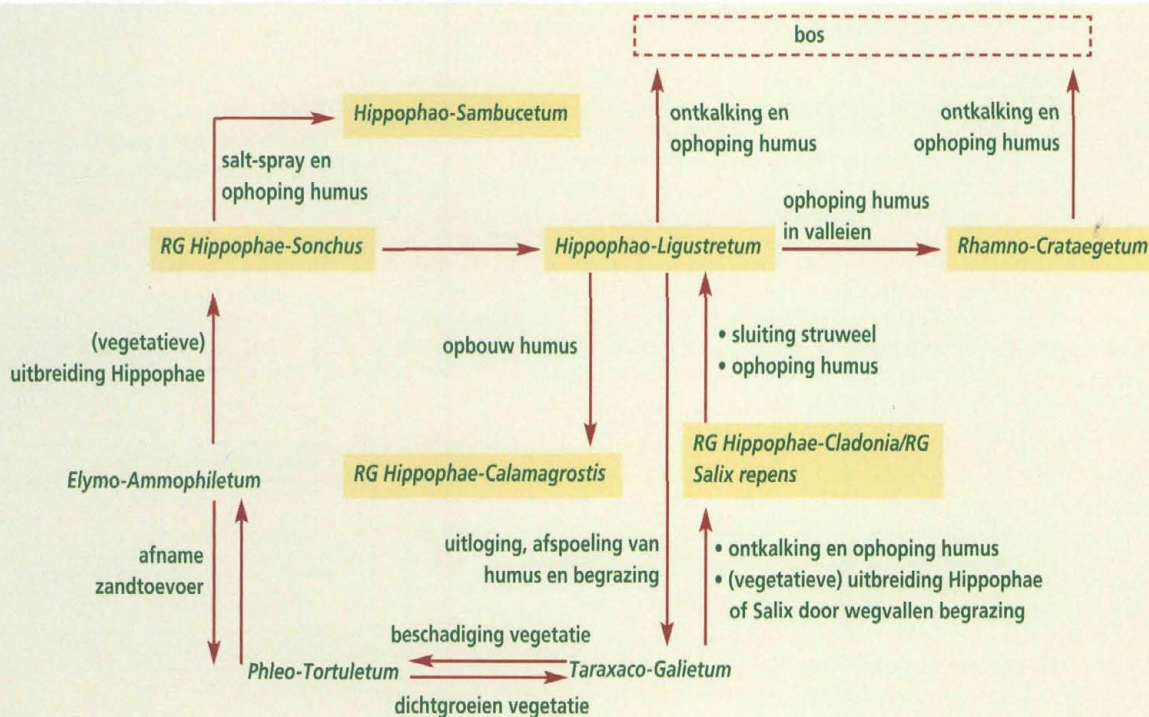 bos
Hippophao-Sambucetum
ontkalking en
ophoping humus
ontkalking en
ophoping humus
salt-spray en
ophoping humus
ophoping humus
in valleien
RG Hippophae-Sonchus
Hippophao-Ligustretum
Rhamno-Crataegetum
(vegetatieve)
uitbreiding Hippophae
opbouw humus
• sluiting struweel
• ophoping humus
Elymo-Ammophiletum
RG Hippophae-Calamagrostis
RG Hippophae-Cladonia/RG
Salix repens
afname
zandtoevoer
uitloging, afspoeling van
humus en begrazing
• ontkalking en ophoping humus
• (vegetatieve) uitbreiding Hippophae
of Salix door wegvallen begrazing
beschadiging vegetatie
Phleo-Tortuletum
Taraxaco-Galietum
dichtgroeien vegetatie